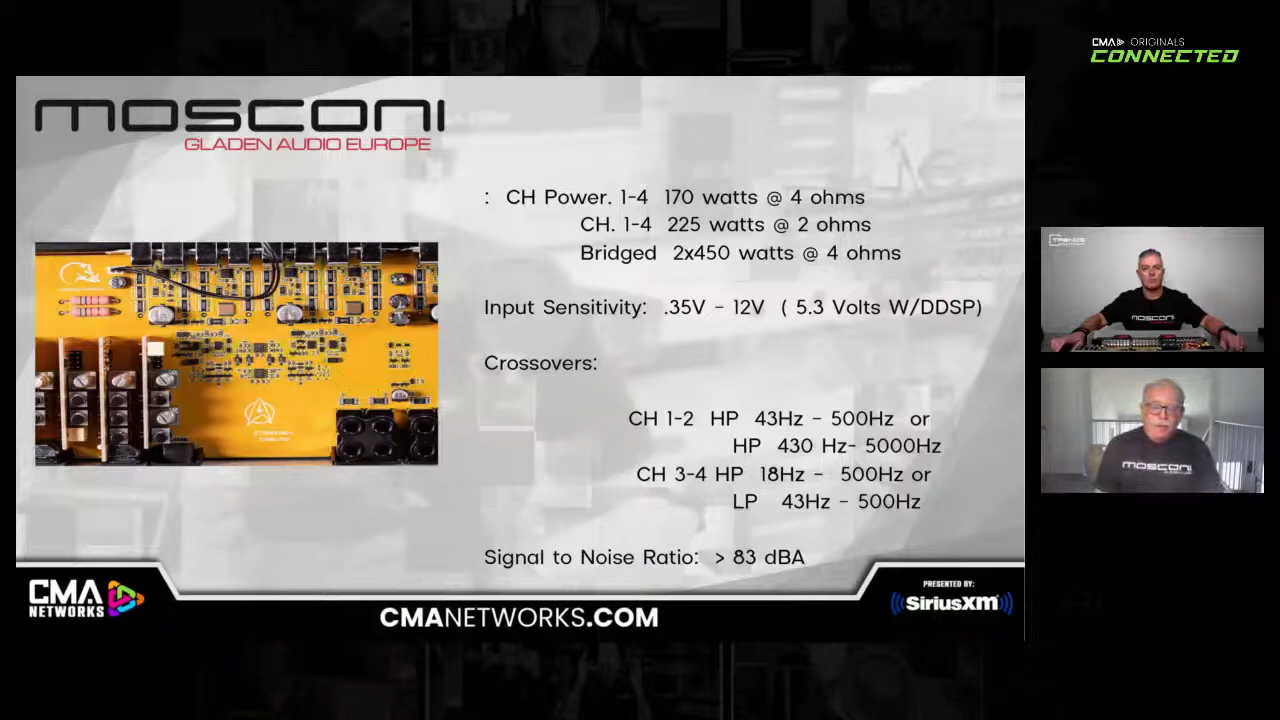 CMA ORIGINALS
CONNECTED
MOSCONI
GLADEN AUDIO EUROPE
: CH Power. 1-4 170 watts @ 4 ohms
CH. 1-4 225 watts @ 2 ohms
Bridged 2x450 watts @ 4 ohms
Input Sensitivity: .35V - 12V ( 5.3 Volts W/DDSP)
Crossovers:
CH 1-2 HP 43Hz - 500Hz or
HP 430 Hz- 5000Hz
CH 3-4 HP 18Hz - 500Hz or
LP 43Hz - 500Hz
Signal to Noise Ratio: > 83 dBA
TRENDS
MOSCONI
MOSCONI
CMA
NETWORKS
CMANETWORKS.COM
PRESENTED BY:
SiriusXM